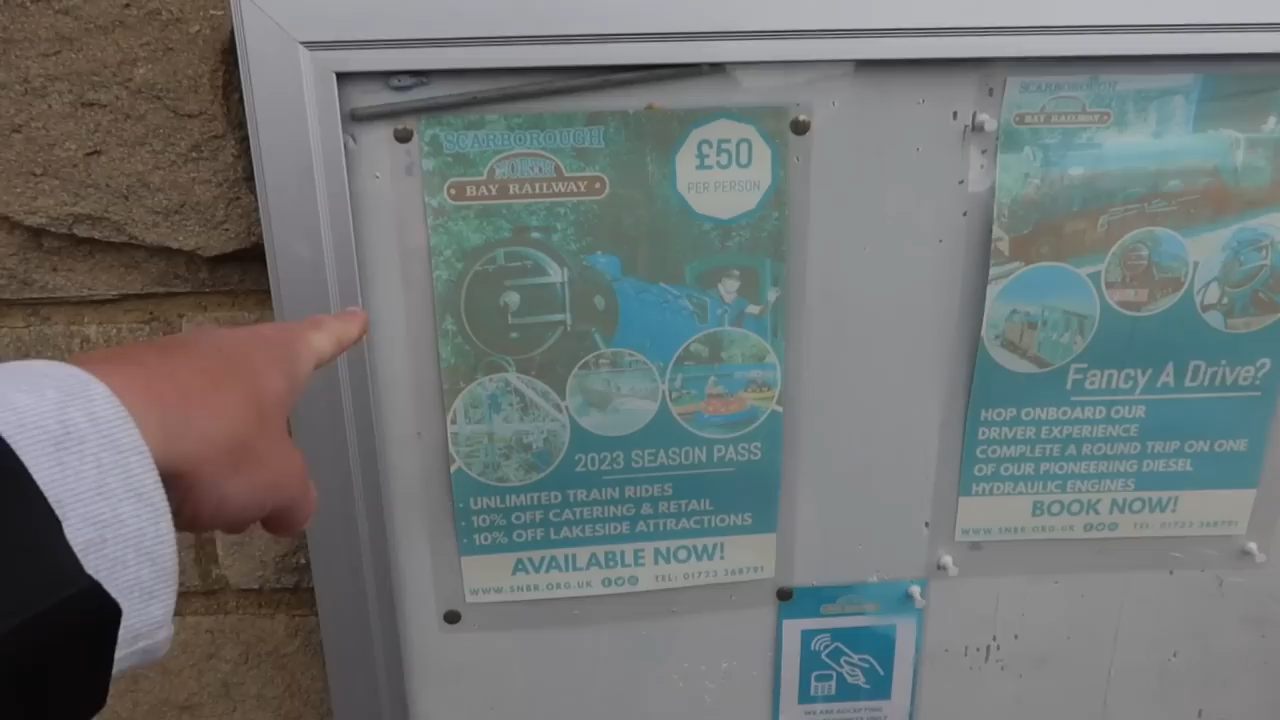 SCARBOROUGH
NORTH
BAY RAILWAY
£50
PER PERSON
2023 SEASON PASS
· UNLIMITED TRAIN RIDES
· 10% OFF CATERING & RETAIL
· 10% OFF LAKESIDE ATTRACTIONS
AVAILABLE NOW!
WWW.SNBR.ORG.UK TEL: 01723 368791
SCARBOROUGH
BAY RAILWAY
Fancy A Drive?
HOP ONBOARD OUR
DRIVER EXPERIENCE
COMPLETE A ROUND TRIP ON ONE
OF OUR PIONEERING DIESEL
HYDRAULIC ENGINES
BOOK NOW!
WWW.SNBR.ORG.UK TEL: 01723 368791
WE ARE ACCEPTING